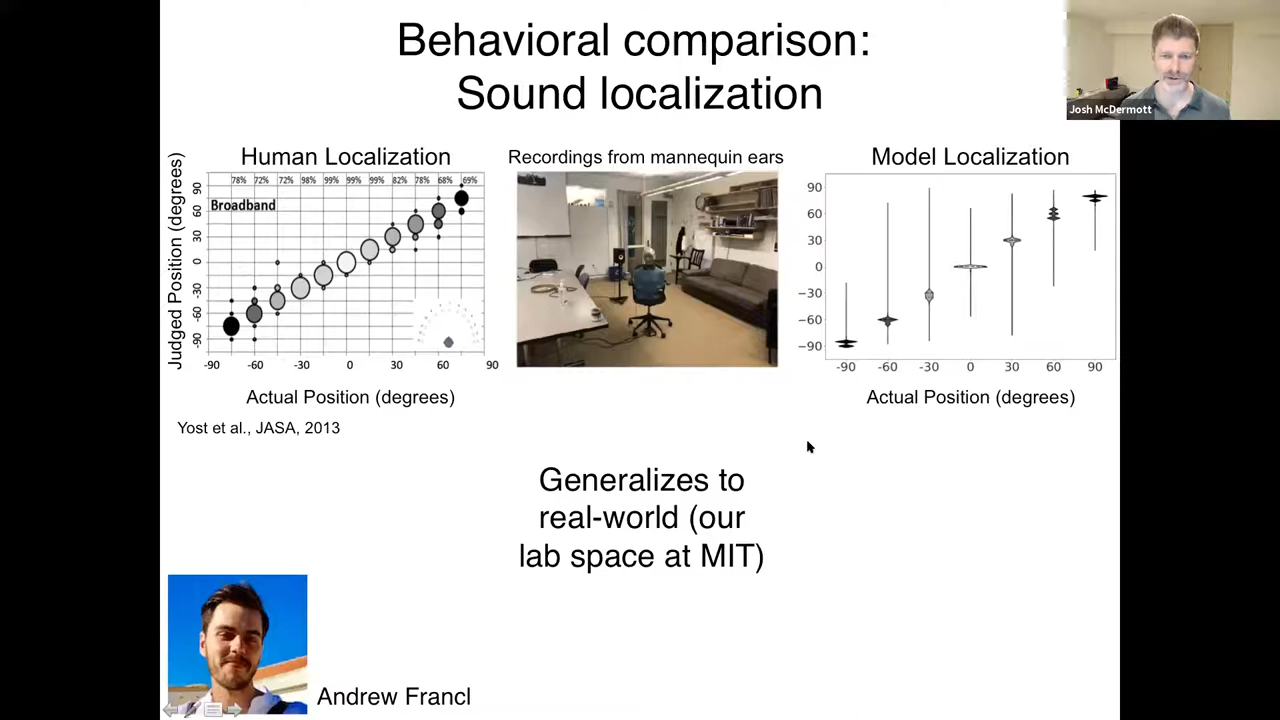 Behavioral comparison:
Sound localization
Josh McDermott
Human Localization
Recordings from mannequin ears
Model Localization
78% 72% 72% 98% 99% 99% 99% 82% 78% 68% 69%
Broadband
Judged Position (degrees)
90
60
30
0
-30
-60
-90
-90 -60 -30 0 30 60 90
Actual Position (degrees)
90
60
30
0
−30
−60
−90
-90 -60 -30 0 30 60 90
Actual Position (degrees)
Yost et al., JASA, 2013
Generalizes to
real-world (our
lab space at MIT)
Andrew Francl